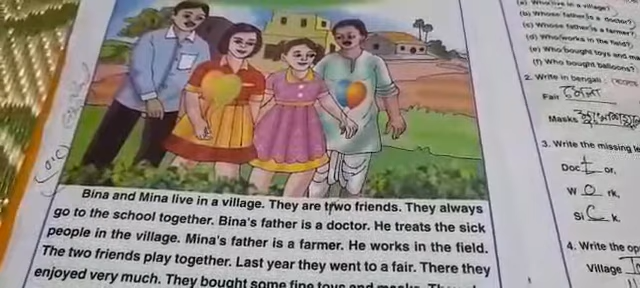 Bina and Mina live in a village. They are two friends. They always
go to the school together. Bina's father is a doctor. He treats the sick
people in the village. Mina's father is a farmer. He works in the field.
The two friends play together. Last year they went to a fair. There they
enjoyed very much. They bought some fine toys and masks.
(a) Who live in a village?
(b) Whose father is a doctor?
(c) Whose father is a farmer?
(d) Who works in the field?
(e) Who bought toys and
(f) Who bought balloons?
2. Write in bengali
Fair
Masks
3. Write the missing le
Doc t or,
W o rk,
Si c k.
4. Write the op
Village